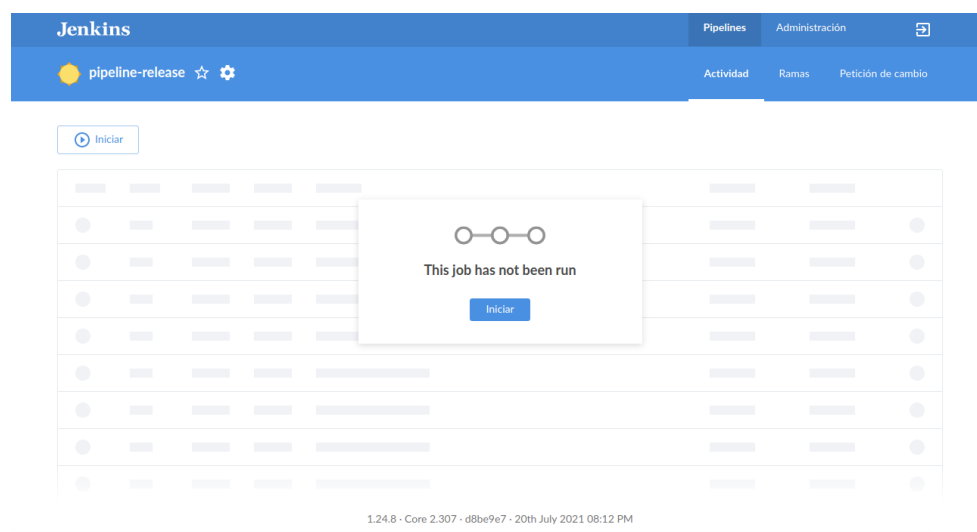 Jenkins
Pipelines
Administración
pipeline-release
Actividad
Ramas
Petición de cambio
Iniciar
This job has not been run
Iniciar
1.24.8 · Core 2.307 · d8be9e7 · 20th July 2021 08:12 PM